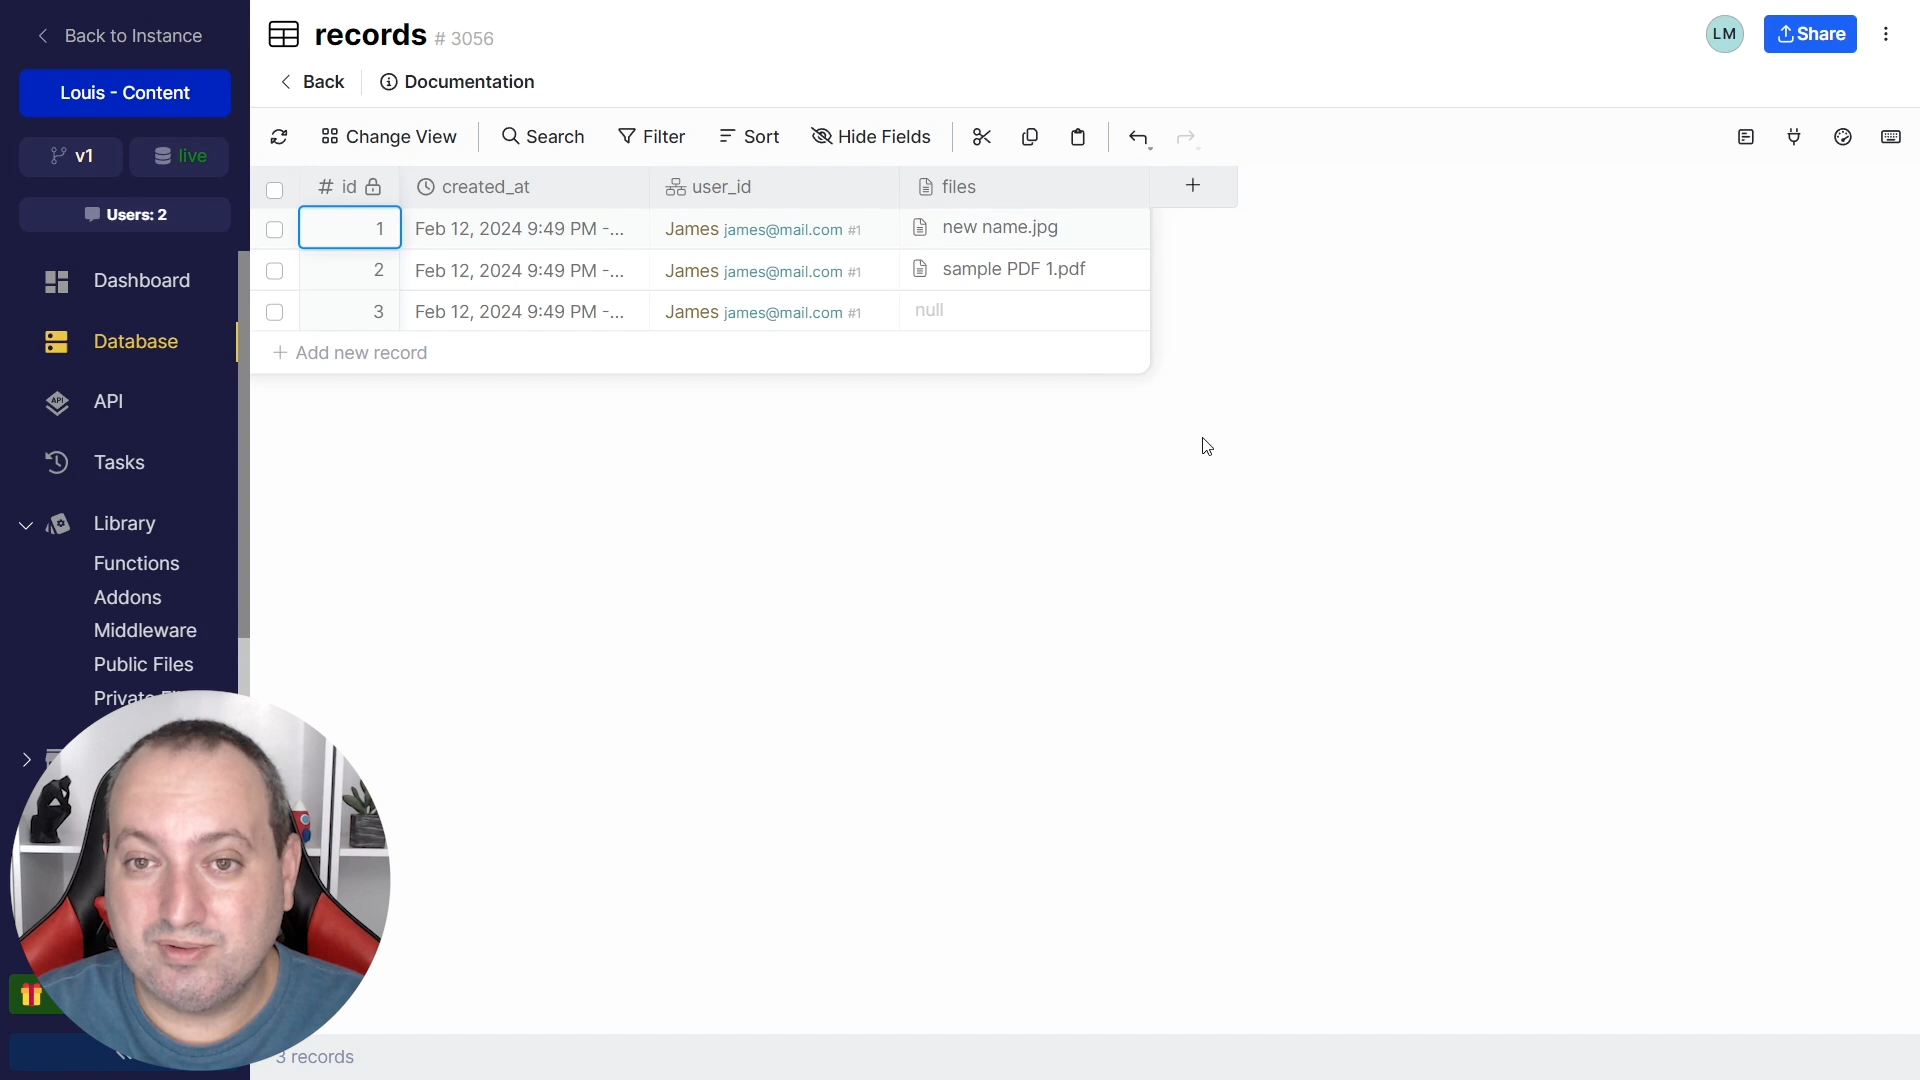 Back to Instance
Louis - Content
v1
live
Users: 2
Dashboard
Database
API
API
Tasks
Library
Functions
Addons
Middleware
Public Files
records # 3056
LM
Share
Back
Documentation
Change View
Search
Filter
Sort
Hide Fields
# id
created_at
user_id
files
1
Feb 12, 2024 9:49 PM -...
James james@mail.com #1
new name.jpg
2
Feb 12, 2024 9:49 PM -...
James james@mail.com #1
sample PDF 1.pdf
3
Feb 12, 2024 9:49 PM -...
James james@mail.com #1
null
+ Add new record
3 records